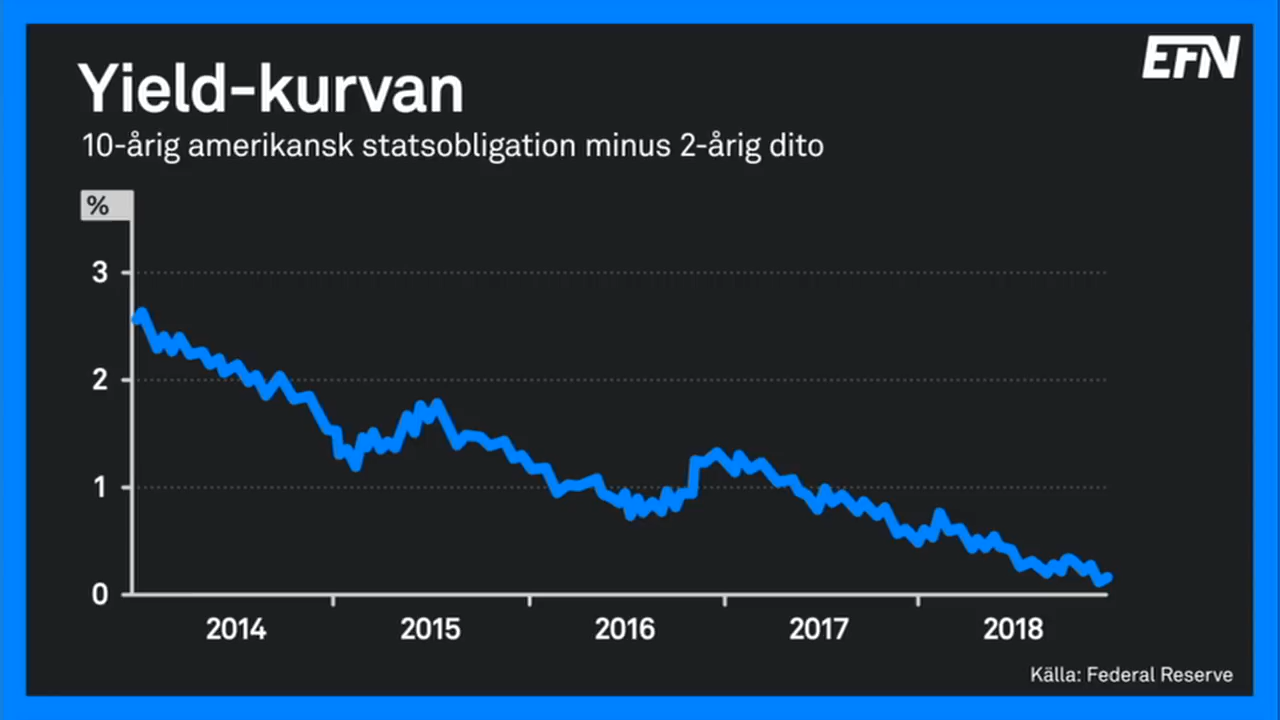 EFN
Yield-kurvan
10-årig amerikansk statsobligation minus 2-årig dito
%
3
2
1
0
2014 2015 2016 2017 2018
Källa: Federal Reserve